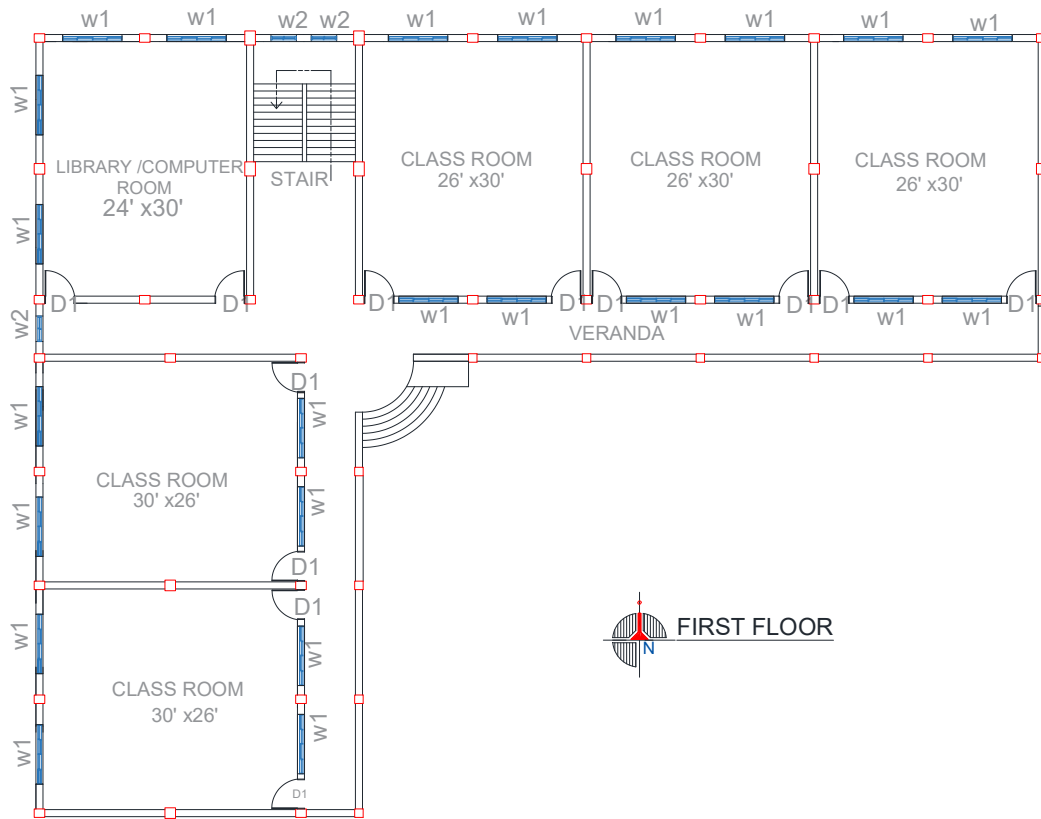 w1
w1
w2
w2
w1
w1
w1
w1
w1
w1
w1
w1
LIBRARY /COMPUTER
ROOM
24' x30'
STAIR
CLASS ROOM
26' x30'
CLASS ROOM
26' x30'
CLASS ROOM
26' x30'
D1
D1
D1
D1
D1
D1
D1
D1
w1
w1
w1
w1
w1
w1
VERANDA
w2
D1
w1
w1
CLASS ROOM
30' x26'
w1
w1
D1
D1
w1
w1
CLASS ROOM
30' x26'
w1
w1
D1
FIRST FLOOR
N